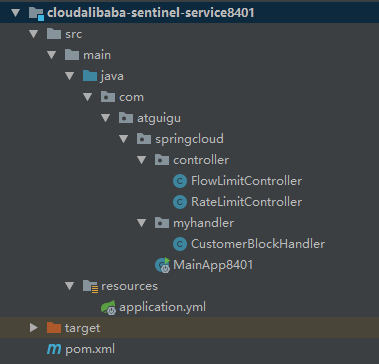 cloudalibaba-sentinel-service8401
src
main
java
com
atguigu
springcloud
controller
FlowLimitController
RateLimitController
myhandler
CustomerBlockHandler
MainApp8401
resources
application.yml
target
pom.xml